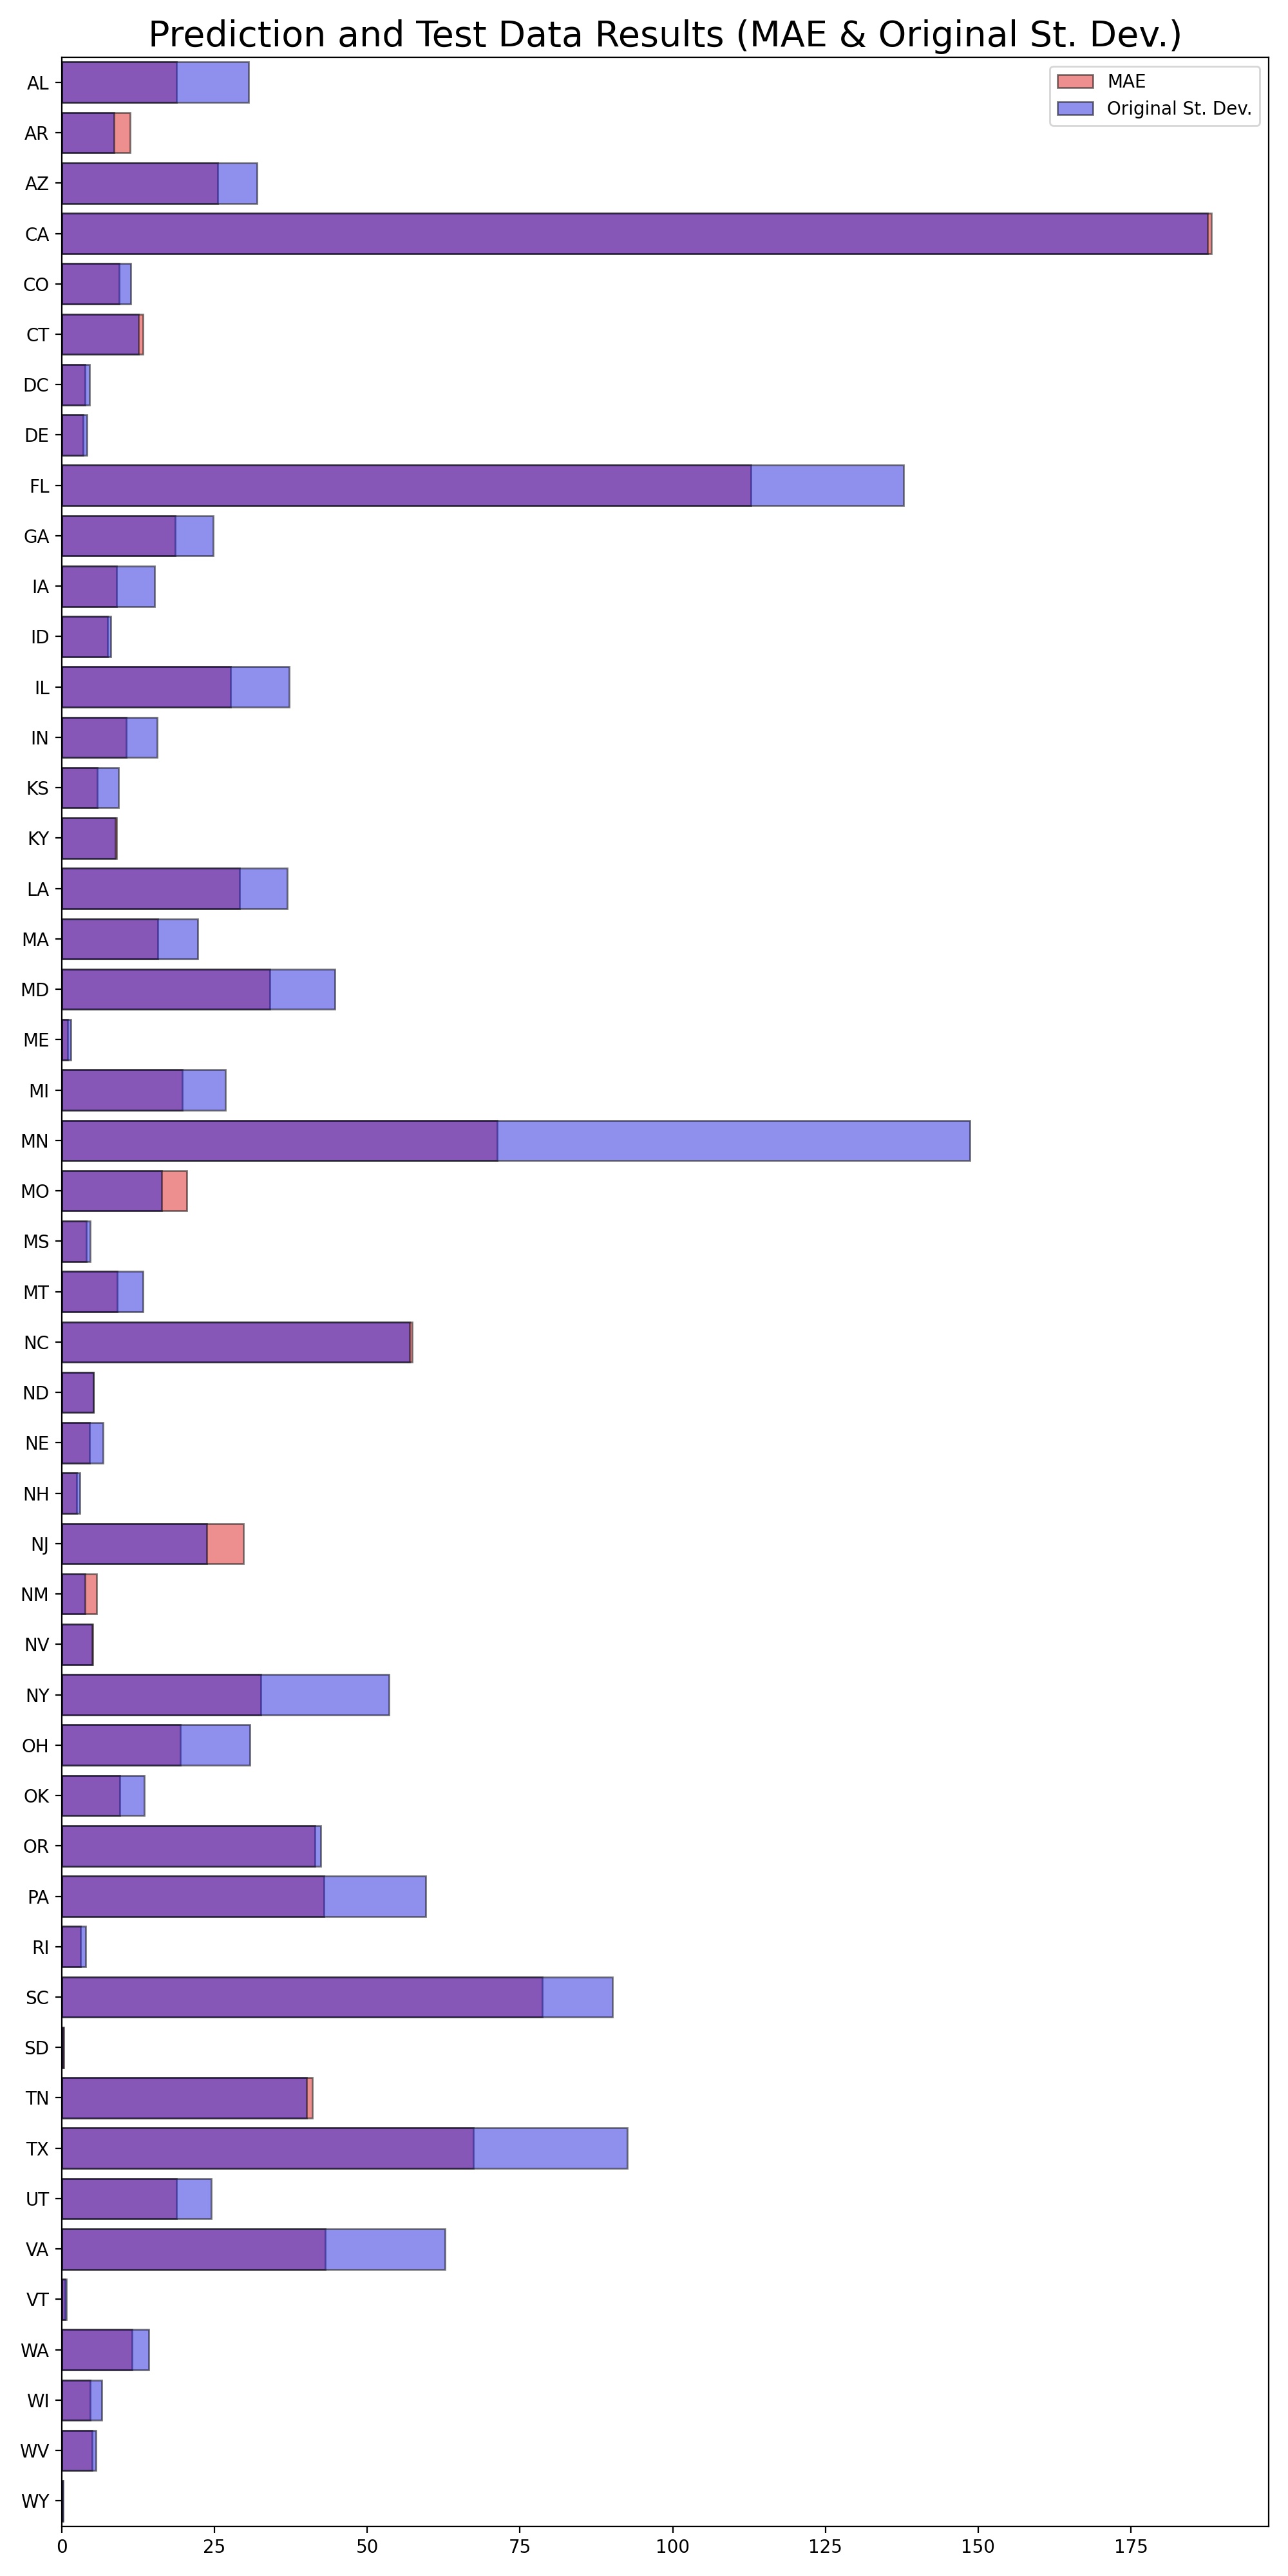 Prediction and Test Data Results (MAE & Original St. Dev.)
MAE
Original St. Dev.
AL
AR
AZ
CA
CO
CT
DC
DE
FL
GA
IA
ID
IL
IN
KS
KY
LA
MA
MD
ME
MI
MN
MO
MS
MT
NC
ND
NE
NH
NJ
NM
NV
NY
OH
OK
OR
PA
RI
SC
SD
TN
TX
UT
VA
VT
WA
WI
WV
WY
0 25 50 75 100 125 150 175